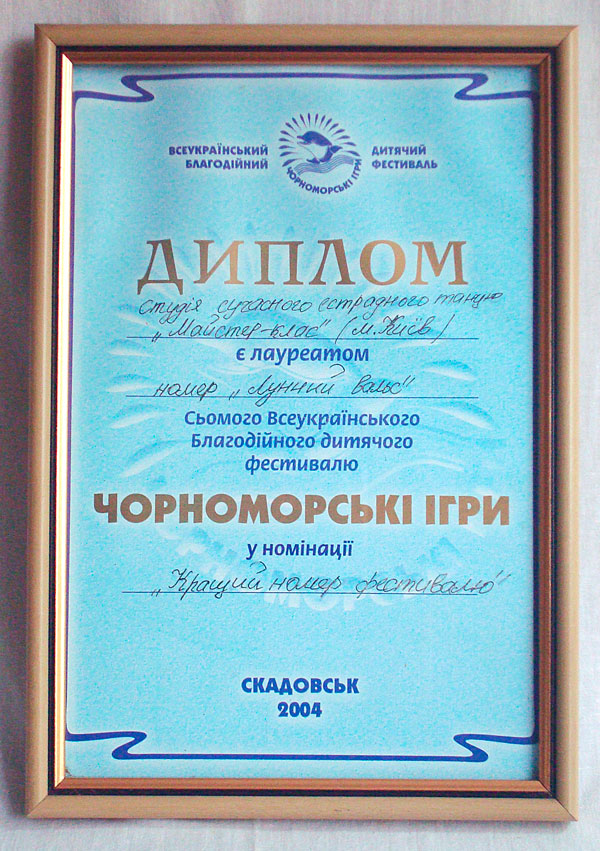 ВСЕУКРАЇНСЬКИЙ
БЛАГОДІЙНИЙ
ЧОРНОМОРСЬКІ ІГРИ
ДИТЯЧИЙ
ФЕСТИВАЛЬ
ДИПЛОМ
студія сучасного естрадного танцю
„Майстер-клас" (м. Київ)
є лауреатом
номер „Лунний вальс"
Сьомого Всеукраїнського
Благодійного дитячого
фестивалю
ЧОРНОМОРСЬКІ ІГРИ
у номінації
„Кращий номер фестивалю"
СКАДОВСЬК
2004